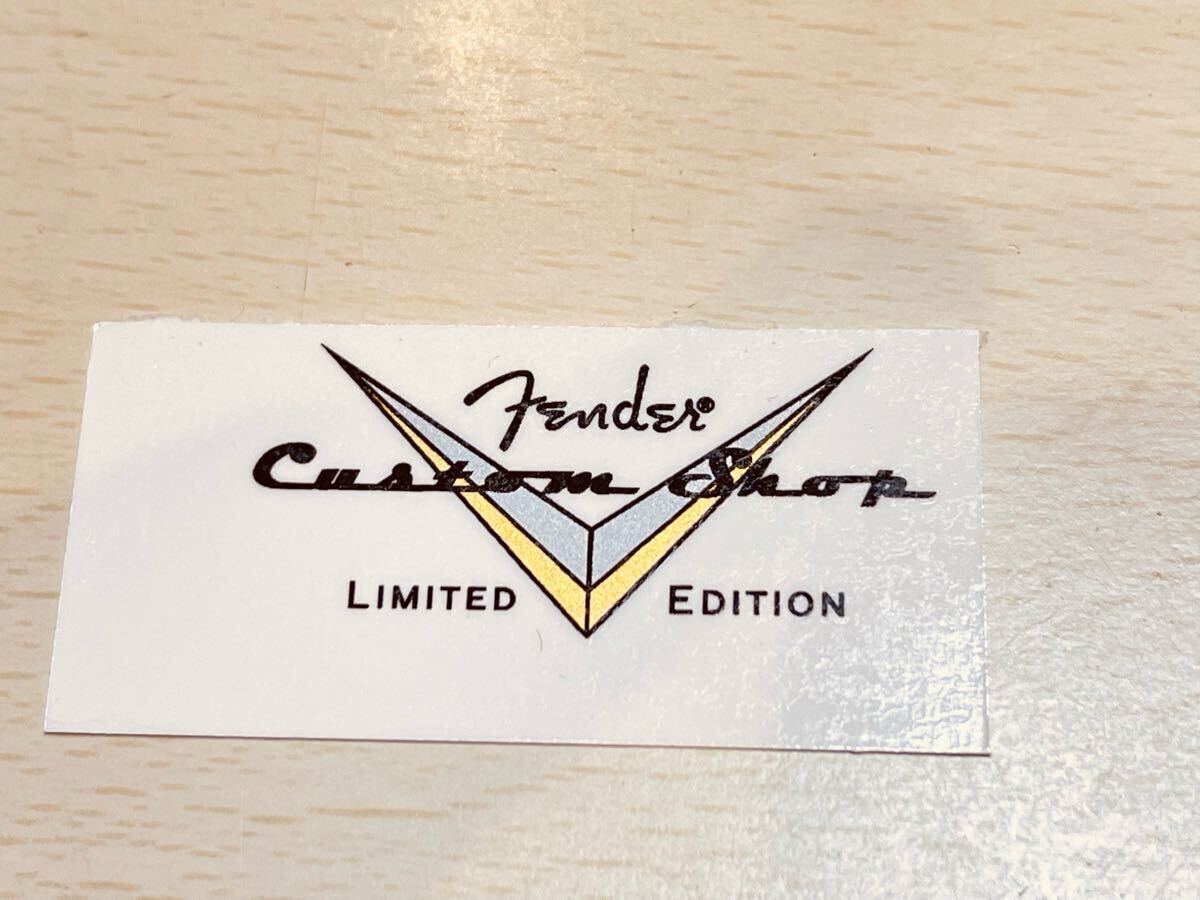 Fender®
Custom Shop
LIMITED EDITION